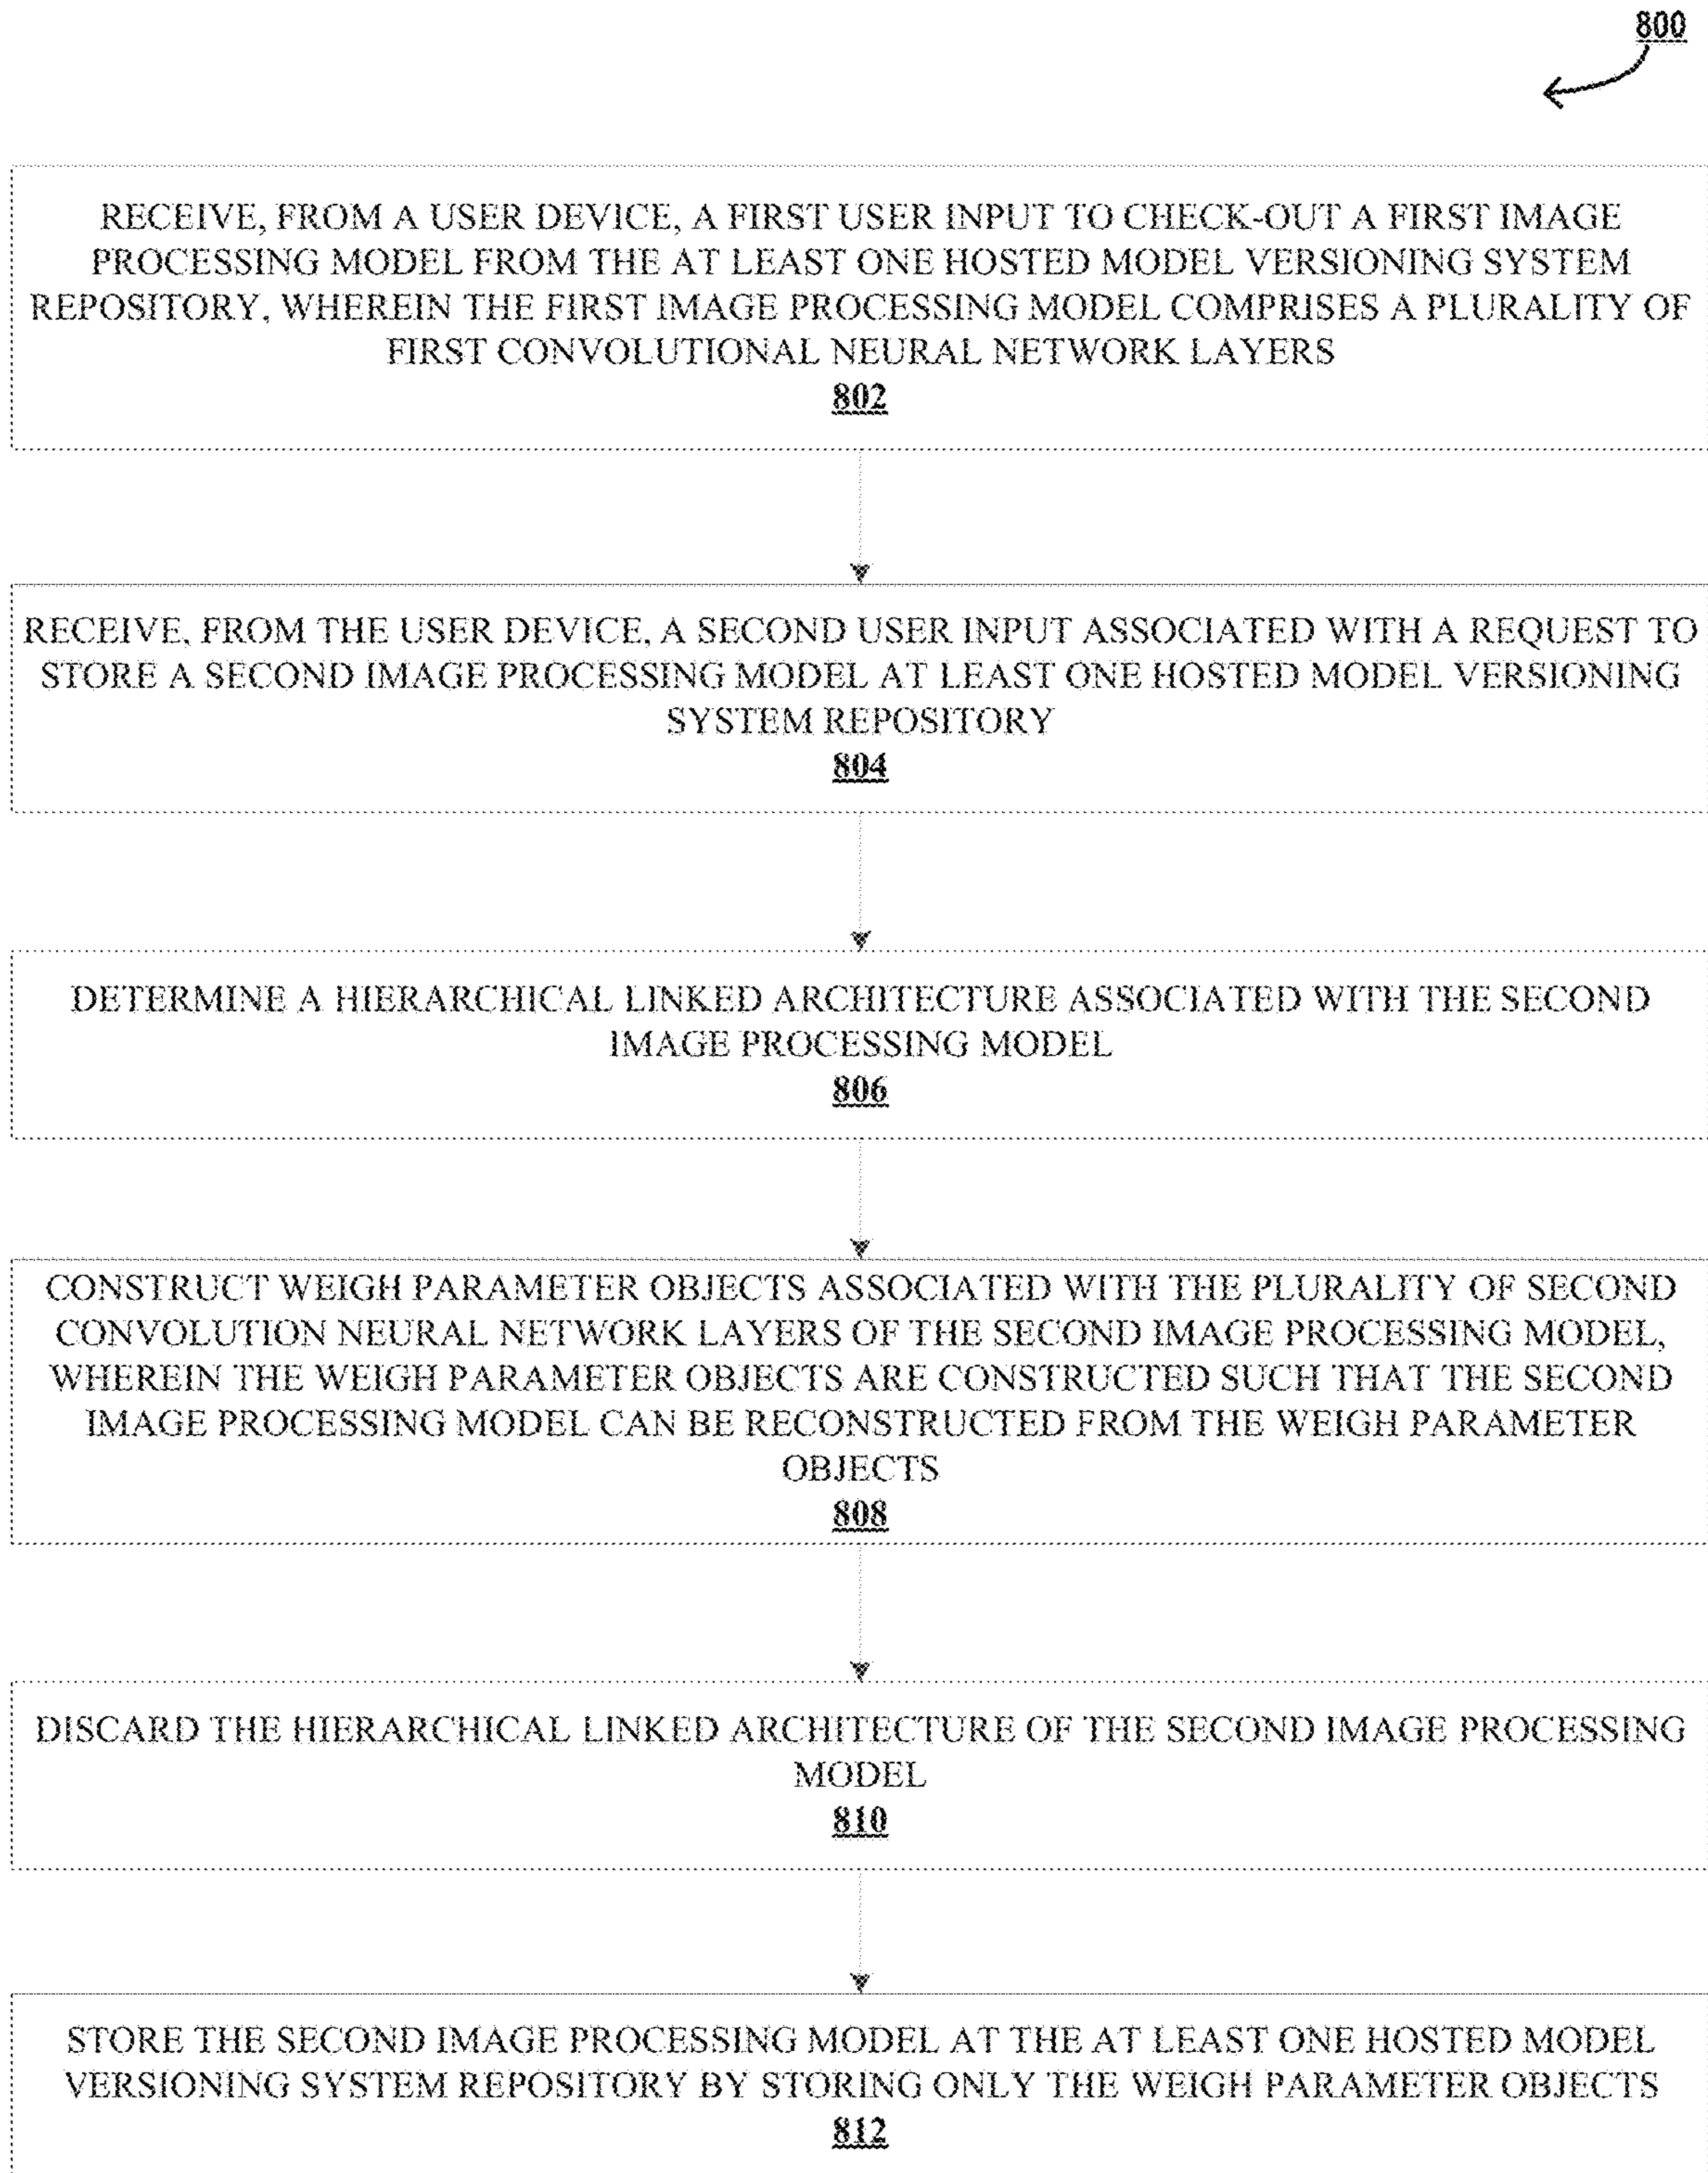 800
RECEIVE, FROM A USER DEVICE, A FIRST USER INPUT TO CHECK-OUT A FIRST IMAGE
PROCESSING MODEL FROM THE AT LEAST ONE HOSTED MODEL VERSIONING SYSTEM
REPOSITORY, WHEREIN THE FIRST IMAGE PROCESSING MODEL COMPRISES A PLURALITY OF
FIRST CONVOLUTIONAL NEURAL NETWORK LAYERS
802
RECEIVE, FROM THE USER DEVICE, A SECOND USER INPUT ASSOCIATED WITH A REQUEST TO
STORE A SECOND IMAGE PROCESSING MODEL AT LEAST ONE HOSTED MODEL VERSIONING
SYSTEM REPOSITORY
804
DETERMINE A HIERARCHICAL LINKED ARCHITECTURE ASSOCIATED WITH THE SECOND
IMAGE PROCESSING MODEL
806
CONSTRUCT WEIGH PARAMETER OBJECTS ASSOCIATED WITH THE PLURALITY OF SECOND
CONVOLUTION NEURAL NETWORK LAYERS OF THE SECOND IMAGE PROCESSING MODEL,
WHEREIN THE WEIGH PARAMETER OBJECTS ARE CONSTRUCTED SUCH THAT THE SECOND
IMAGE PROCESSING MODEL CAN BE RECONSTRUCTED FROM THE WEIGH PARAMETER
OBJECTS
808
DISCARD THE HIERARCHICAL LINKED ARCHITECTURE OF THE SECOND IMAGE PROCESSING
MODEL
810
STORE THE SECOND IMAGE PROCESSING MODEL AT THE AT LEAST ONE HOSTED MODEL
VERSIONING SYSTEM REPOSITORY BY STORING ONLY THE WEIGH PARAMETER OBJECTS
812